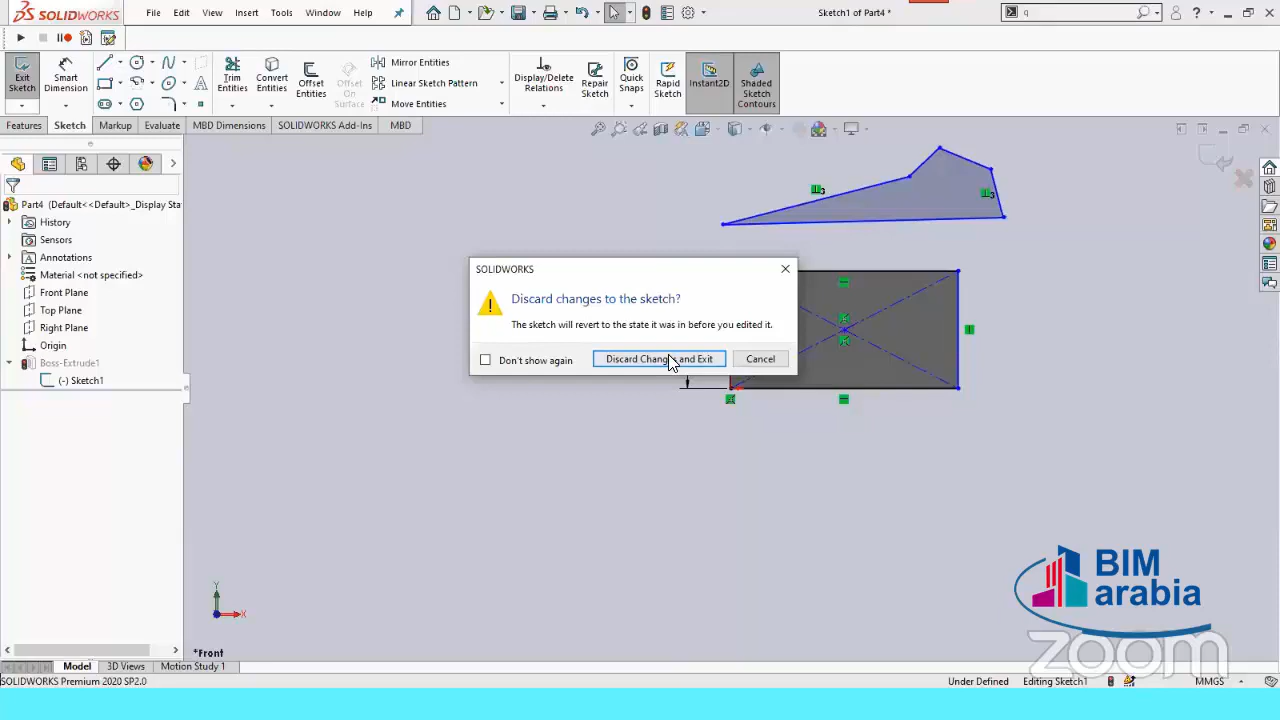 SOLIDWORKS
File Edit View Insert Tools Window Help
Sketch1 of Part4 *
q
Exit Sketch
Smart Dimension
Trim Entities
Convert Entities
Offset Entities
Offset On Surface
Mirror Entities
Linear Sketch Pattern
Move Entities
Display/Delete Relations
Repair Sketch
Quick Snaps
Rapid Sketch
Instant2D
Shaded Sketch Contours
Features Sketch Markup Evaluate MBD Dimensions SOLIDWORKS Add-Ins MBD
Part4 (Default<<Default>_Display Sta
History
Sensors
Annotations
Material <not specified>
Front Plane
Top Plane
Right Plane
Origin
Boss-Extrude1
(-) Sketch1
SOLIDWORKS
Discard changes to the sketch?
The sketch will revert to the state it was in before you edited it.
Don't show again
Discard Changes and Exit
Cancel
3
3
Y
X
*Front
BIM
arabia
zoom
Model 3D Views Motion Study 1
SOLIDWORKS Premium 2020 SP2.0
Under Defined Editing Sketch1 MMGS